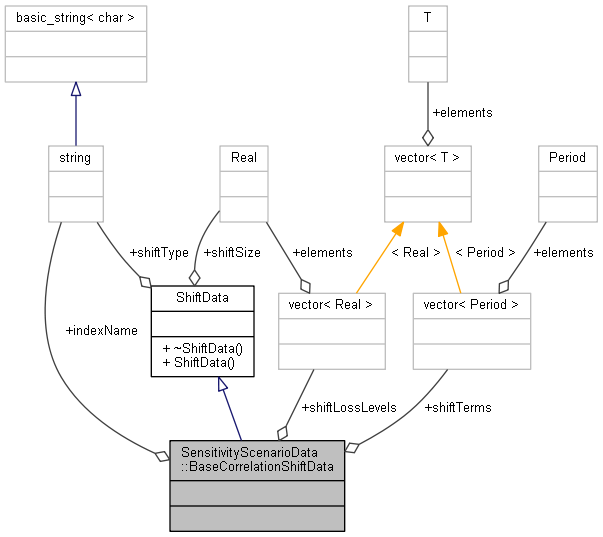 basic_string< char >
T
+elements
string
Real
vector< T >
Period
+shiftType
+shiftSize
+elements
< Real >
< Period >
+elements
ShiftData
+ ~ShiftData()
+ ShiftData()
vector< Real >
vector< Period >
+indexName
+shiftLossLevels
+shiftTerms
SensitivityScenarioData
::BaseCorrelationShiftData